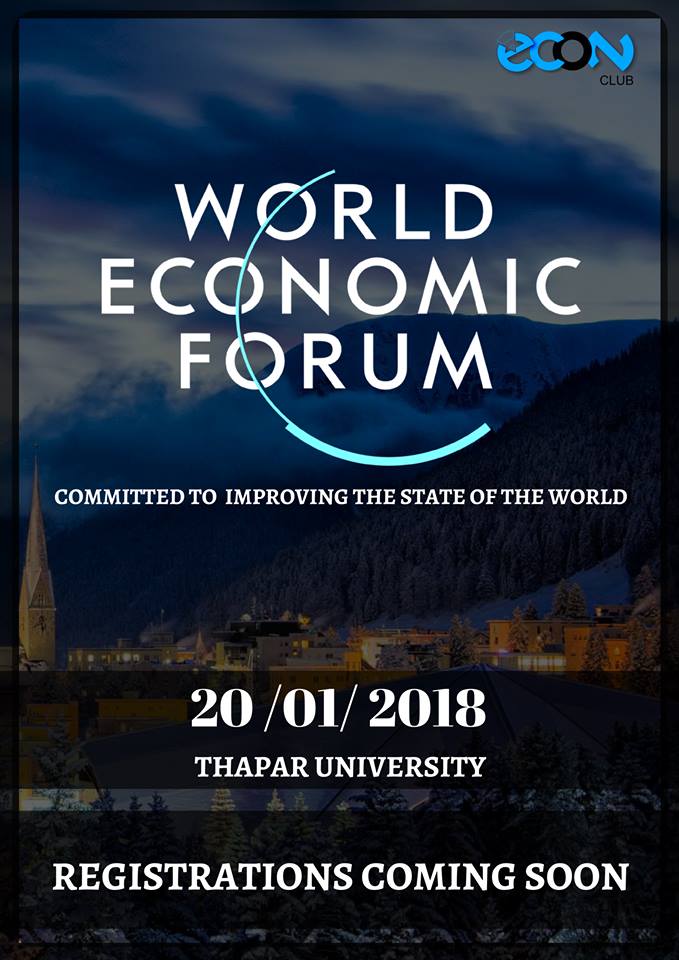 econ
CLUB
WORLD
ECONOMIC
FORUM
COMMITTED TO IMPROVING THE STATE OF THE WORLD
20 /01/ 2018
THAPAR UNIVERSITY
REGISTRATIONS COMING SOON